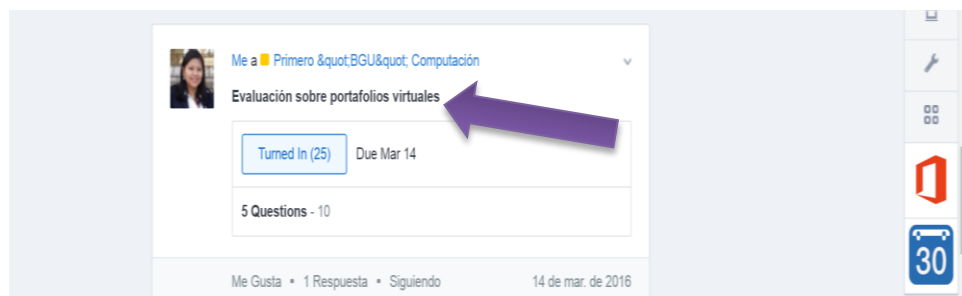 Me a Primero &quot;BGU&quot; Computación
Evaluación sobre portafolios virtuales
Turned In (25) Due Mar 14
5 Questions - 10
Me Gusta • 1 Respuesta • Siguiendo 14 de mar. de 2016
30